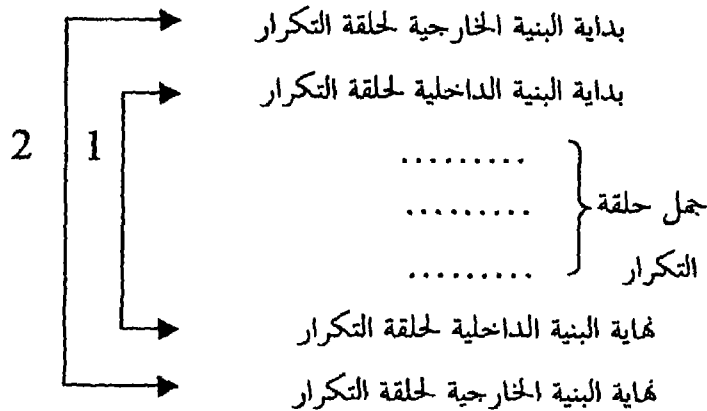 بداية البنية الخارجية لحلقة التكرار
بداية البنية الداخلية لحلقة التكرار
2 1
.........
......... جمل حلقة
......... التكرار
نهاية البنية الداخلية لحلقة التكرار
نهاية البنية الخارجية لحلقة التكرار